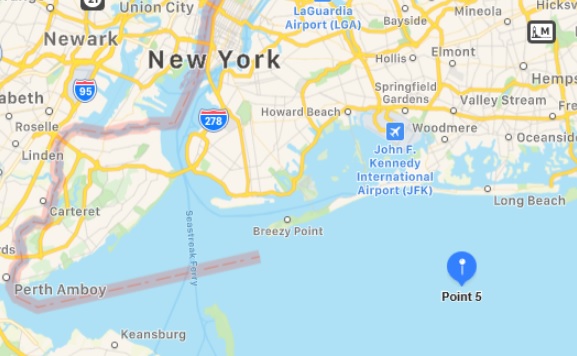 27
Union City
LaGuardia
Airport (LGA)
Bayside
Mineola
Hicksv
Newark
New York
M
Hollis
Elmont
Hemps
95
abeth
278
Springfield
Gardens
Valley Stream
Fre
Howard Beach
Roselle
Woodmere
Oceanside
Linden
John F.
Kennedy
International
Airport (JFK)
Long Beach
Carteret
Seastreak Ferry
Breezy Point
rds
Perth Amboy
Point 5
Keansburg